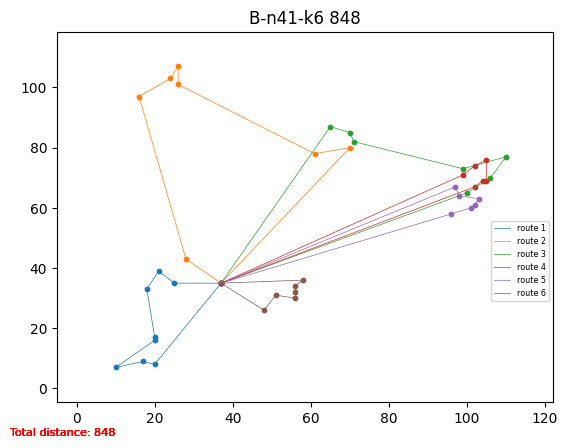 B-n41-k6 848
100
80
60
40
20
0
0 20 40 60 80 100 120
route 1
route 2
route 3
route 4
route 5
route 6
Total distance: 848